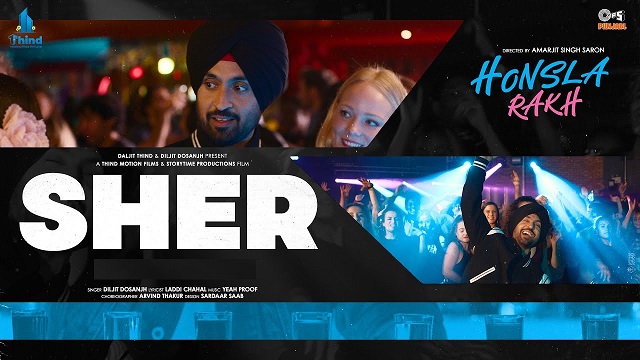 Thind
TIPS
PUNJABI
DIRECTED BY AMARJIT SINGH SARON
HONSLA
RAKH
DALJIT THIND & DILJIT DOSANJH PRESENT
A THIND MOTION FILMS & STORYTIME PRODUCTIONS FILM
SHER
SINGER DILJIT DOSANJH LYRICIST LADDI CHAHAL MUSIC YEAH PROOF
CHOREOGRAPHER ARVIND THAKUR DESIGN SARDAAR SAAB